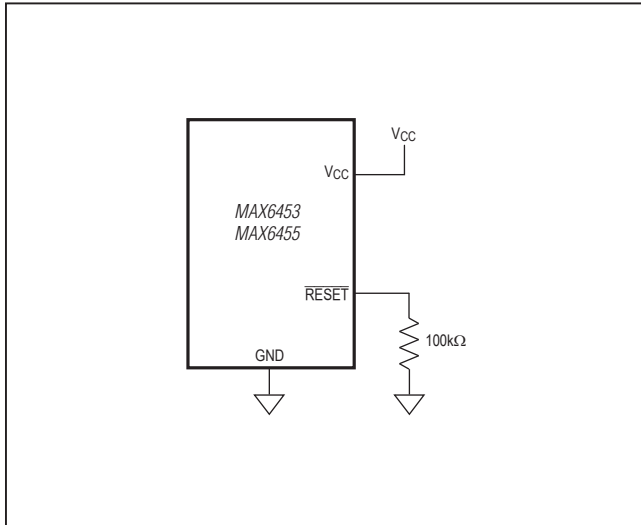 VCC
VCC
MAX6453
MAX6455
RESET
100kΩ
GND